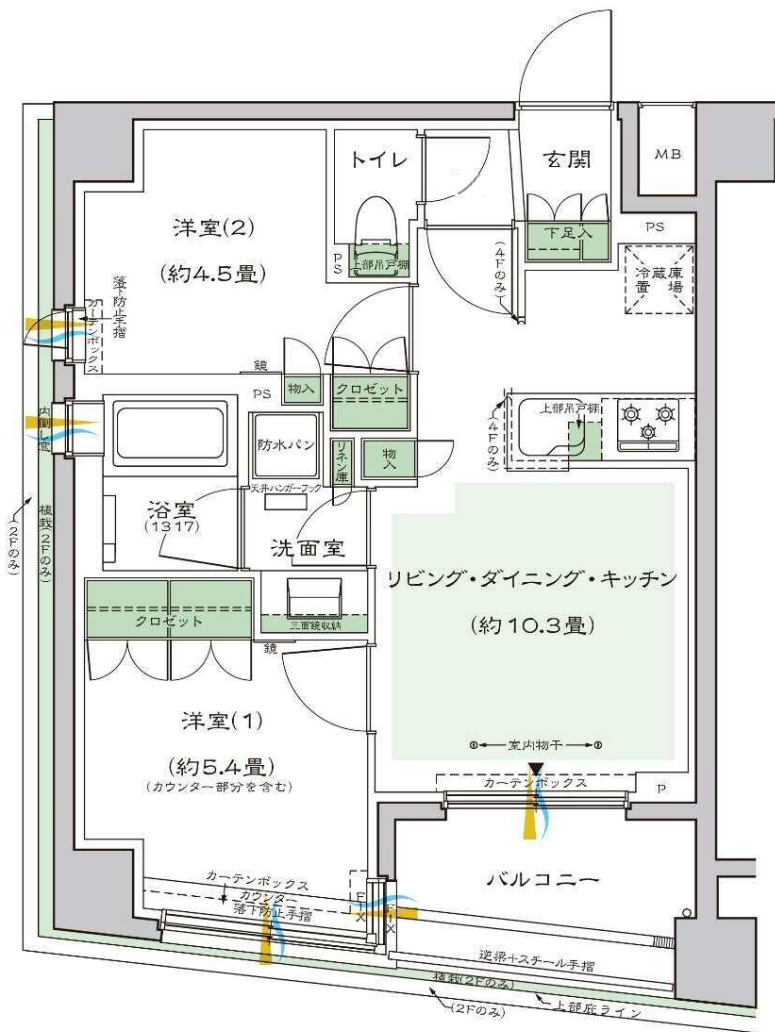 トイレ
玄関
MB
洋室(2)
(約4.5畳)
PS
上部吊戸棚
下足入
PS
(4Fのみ)
冷蔵庫
置場
落下防止手摺
カーテンボックス
鏡
PS
物入
クロゼット
上部吊戸棚
(4Fのみ)
内倒し窓
防水パン
リネン庫
物入
天井ハンガーフック
浴室
(1317)
洗面室
リビング・ダイニング・キッチン
(約10.3畳)
(2Fのみ)
植栽(2Fのみ)
クロゼット
三面鏡収納
鏡
洋室(1)
(約5.4畳)
(カウンター部分を含む)
室内物干
カーテンボックス
P
バルコニー
カーテンボックス
カウンター
落下防止手摺
FIX
FIX
逆梁+スチール手摺
植栽(2Fのみ)
(2Fのみ)
上部庇ライン